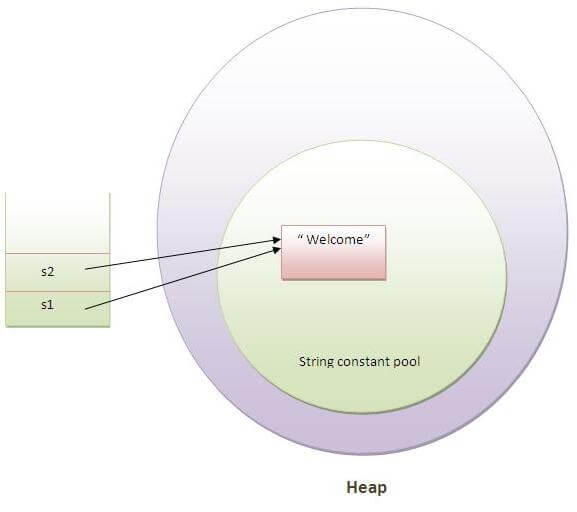 “ Welcome”
s2
s1
String constant pool
Heap